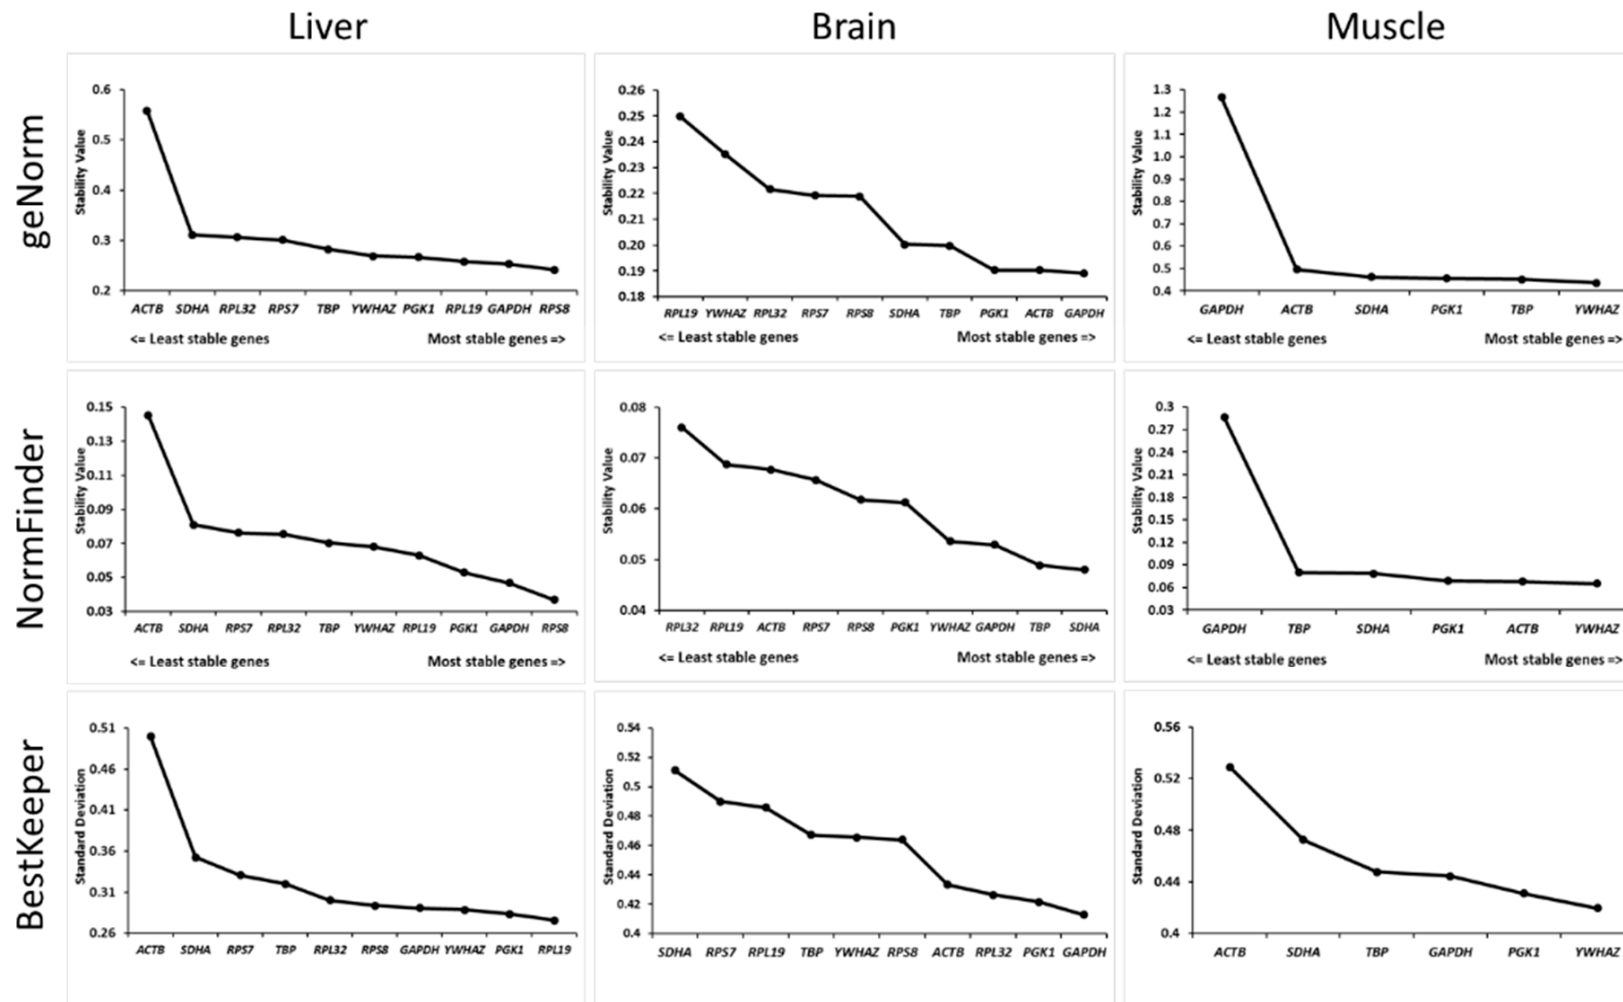 Liver Brain Muscle
geNorm
Stability Value
0.6
0.5
0.4
0.3
0.2
ACTB SDHA RPL32 RPS7 TBP YWHAZ PGK1 RPL19 GAPDH RPS8
<= Least stable genes Most stable genes =>
Stability Value
0.26
0.25
0.24
0.23
0.22
0.21
0.20
0.19
0.18
RPL19 YWHAZ RPL32 RPS7 RPS8 SDHA TBP PGK1 ACTB GAPDH
<= Least stable genes Most stable genes =>
Stability Value
1.3
1.2
1.1
1.0
0.9
0.8
0.7
0.6
0.5
0.4
GAPDH ACTB SDHA PGK1 TBP YWHAZ
<= Least stable genes Most stable genes =>
NormFinder
Stability Value
0.15
0.13
0.11
0.09
0.07
0.05
0.03
ACTB SDHA RPS7 RPL32 TBP YWHAZ RPL19 PGK1 GAPDH RPS8
<= Least stable genes Most stable genes =>
Stability Value
0.08
0.07
0.06
0.05
0.04
RPL32 RPL19 ACTB RPS7 RPS8 PGK1 YWHAZ GAPDH TBP SDHA
<= Least stable genes Most stable genes =>
Stability Value
0.3
0.27
0.24
0.21
0.18
0.15
0.12
0.09
0.06
0.03
GAPDH TBP SDHA PGK1 ACTB YWHAZ
<= Least stable genes Most stable genes =>
BestKeeper
Standard Deviation
0.51
0.46
0.41
0.36
0.31
0.26
ACTB SDHA RPS7 TBP RPL32 RPS8 GAPDH YWHAZ PGK1 RPL19
Standard Deviation
0.54
0.52
0.5
0.48
0.46
0.44
0.42
0.4
SDHA RPS7 RPL19 TBP YWHAZ RPS8 ACTB RPL32 PGK1 GAPDH
Standard Deviation
0.56
0.52
0.48
0.44
0.4
ACTB SDHA TBP GAPDH PGK1 YWHAZ